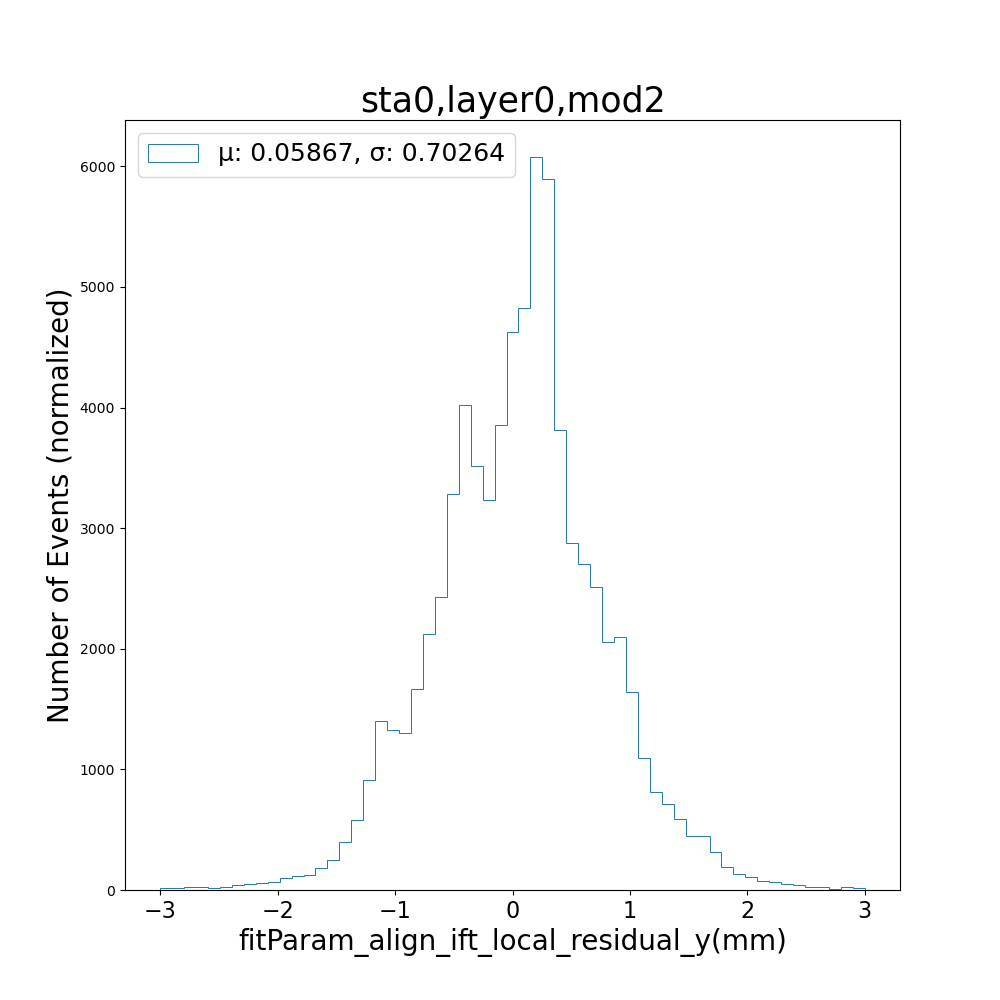 sta0,layer0,mod2
μ: 0.05867, σ: 0.70264
Number of Events (normalized)
6000
5000
4000
3000
2000
1000
0
−3 −2 −1 0 1 2 3
fitParam_align_ift_local_residual_y(mm)